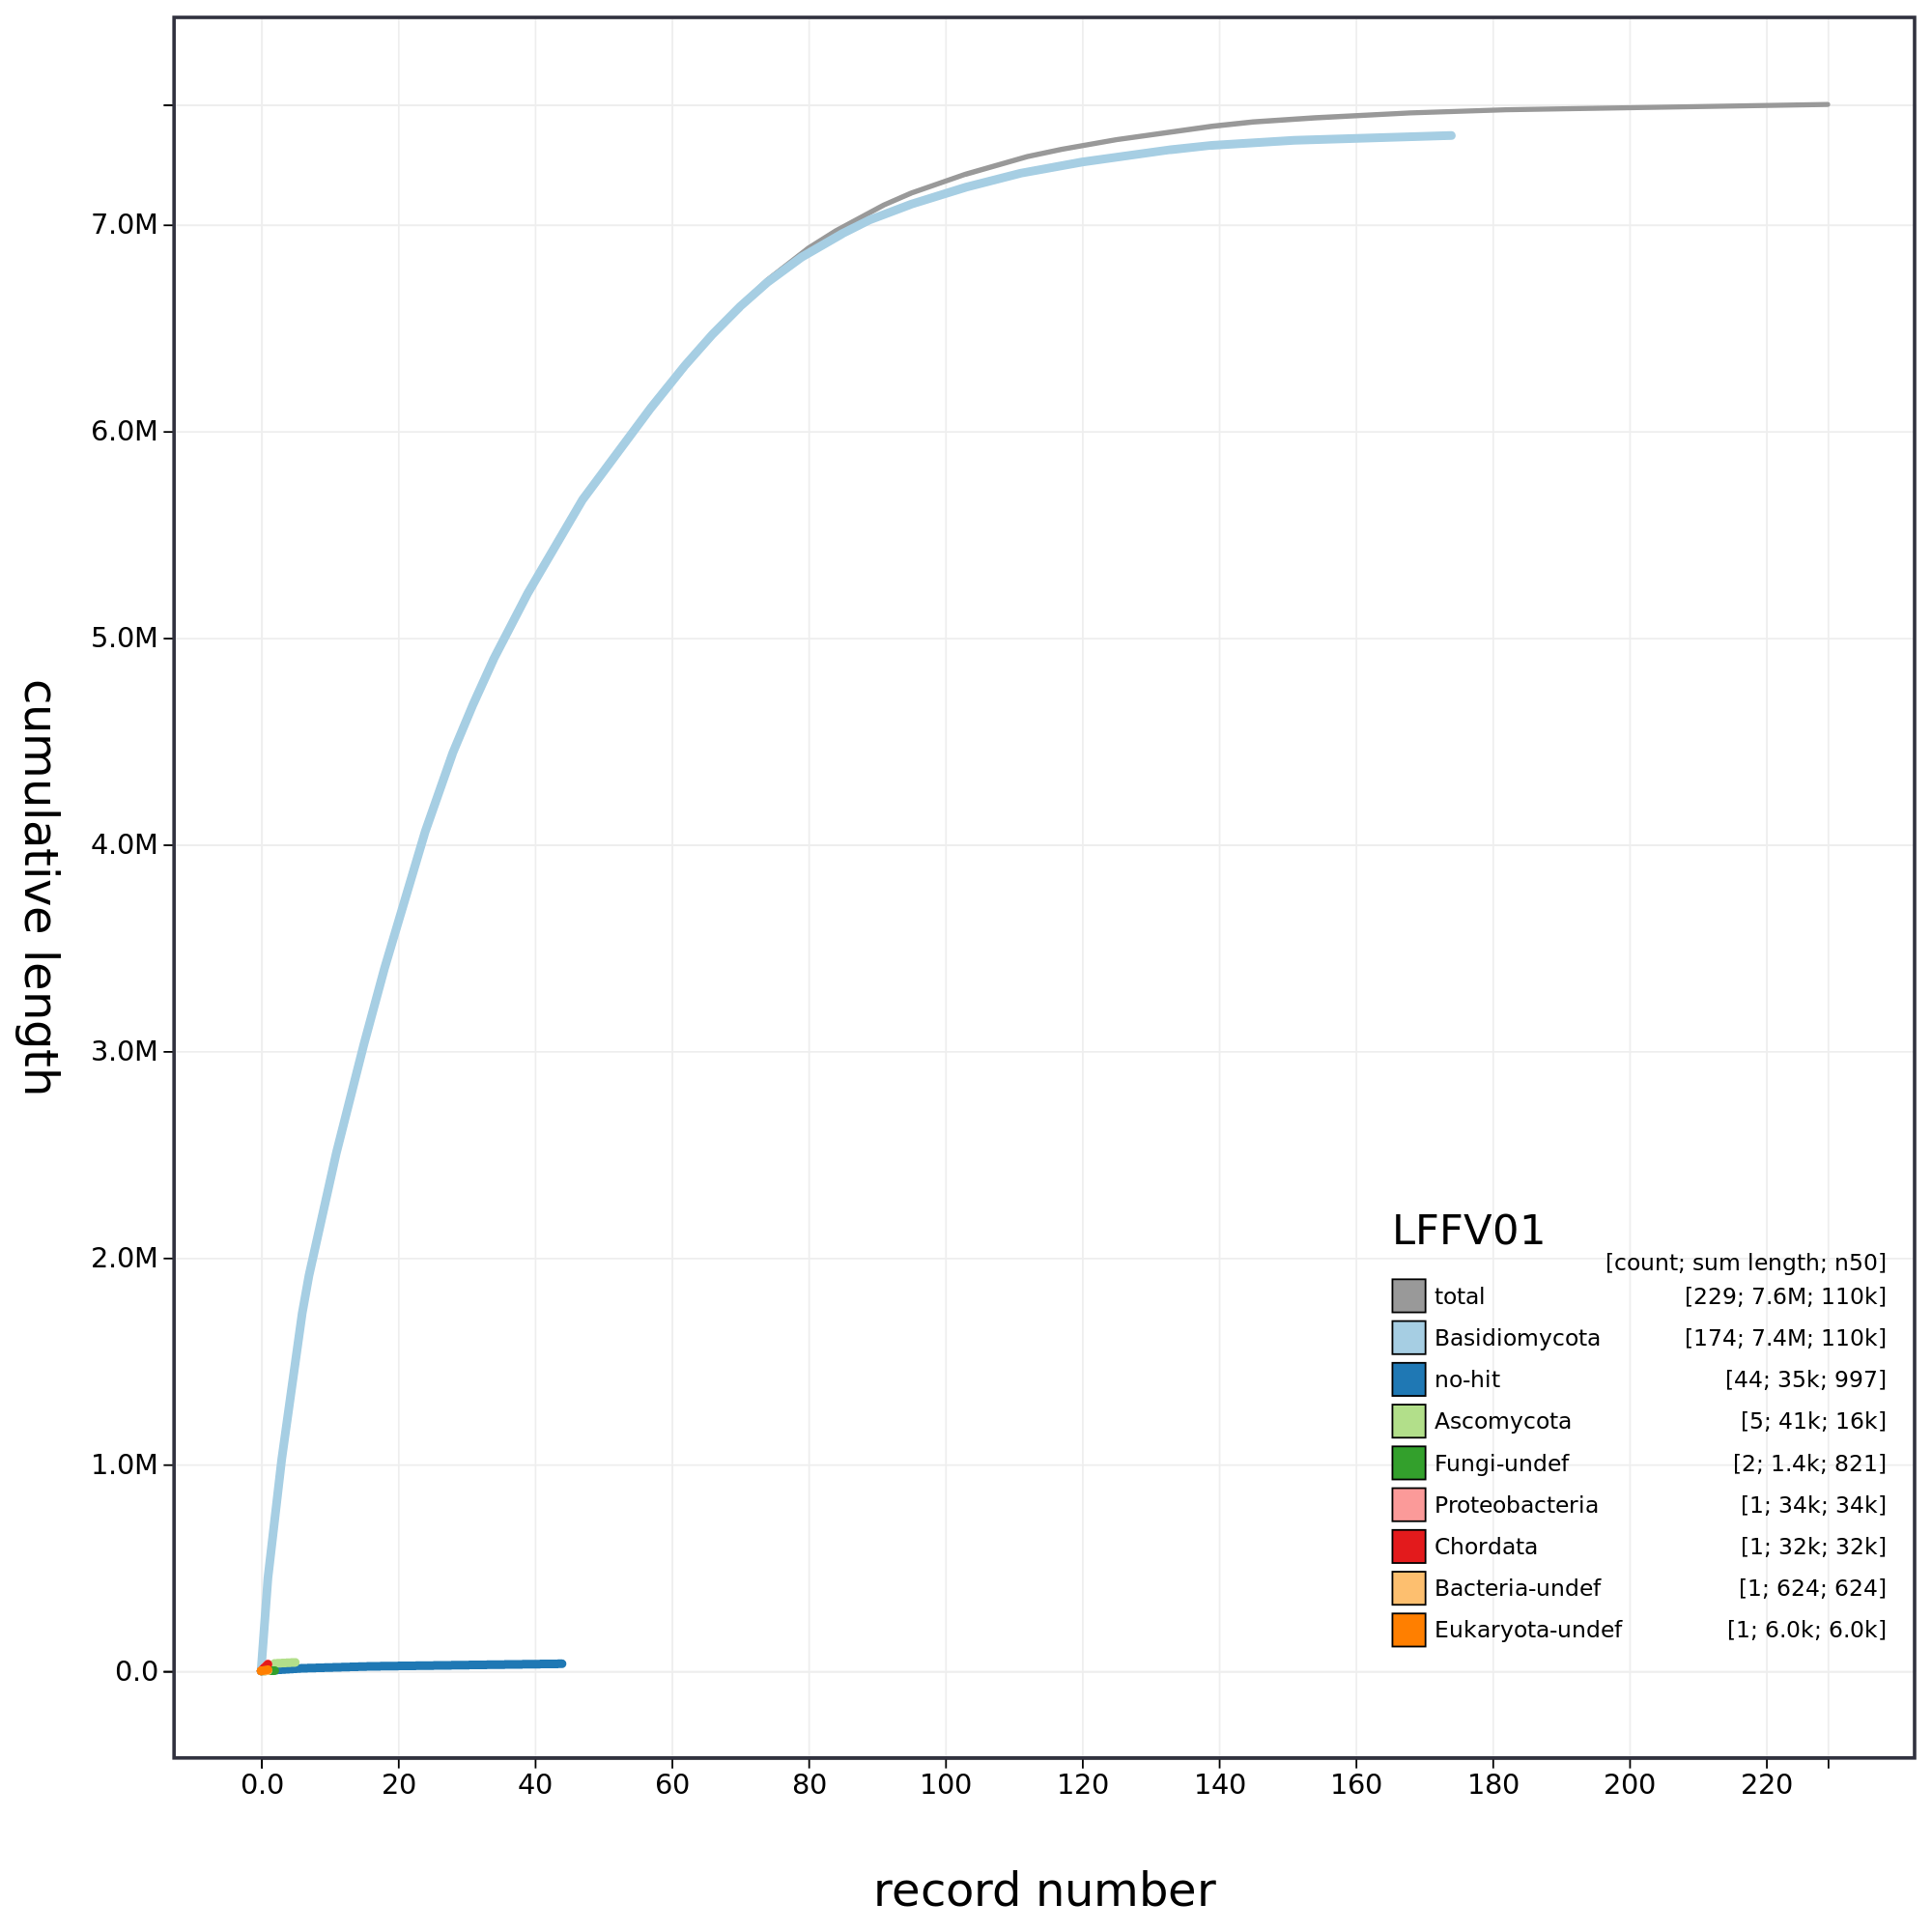 cumulative length
7.0M
6.0M
5.0M
4.0M
3.0M
2.0M
1.0M
0.0
LFFV01
[count; sum length; n50]
total [229; 7.6M; 110k]
Basidiomycota [174; 7.4M; 110k]
no-hit [44; 35k; 997]
Ascomycota [5; 41k; 16k]
Fungi-undef [2; 1.4k; 821]
Proteobacteria [1; 34k; 34k]
Chordata [1; 32k; 32k]
Bacteria-undef [1; 624; 624]
Eukaryota-undef [1; 6.0k; 6.0k]
0.0 20 40 60 80 100 120 140 160 180 200 220
record number